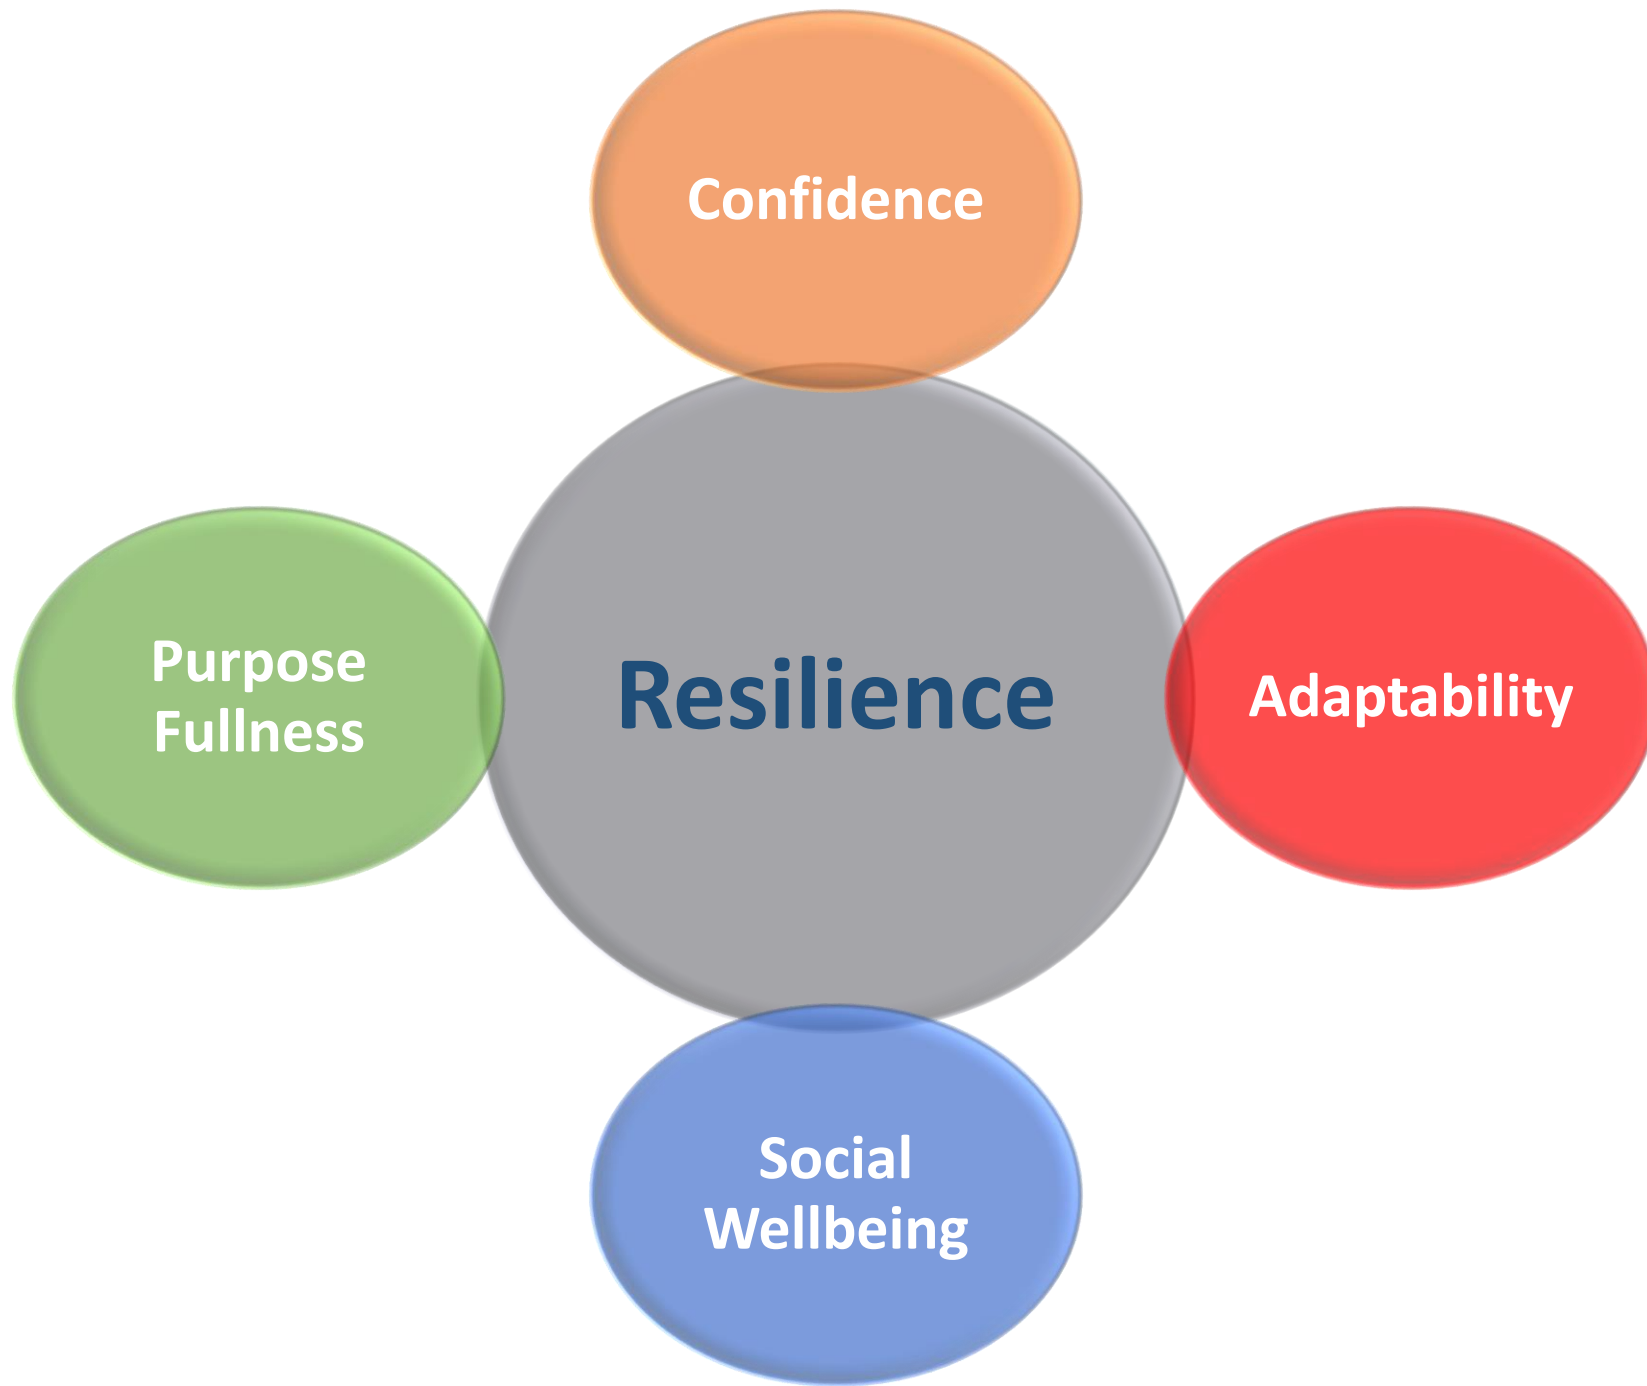 Confidence
Purpose
Fullness
Resilience
Adaptability
Social
Wellbeing